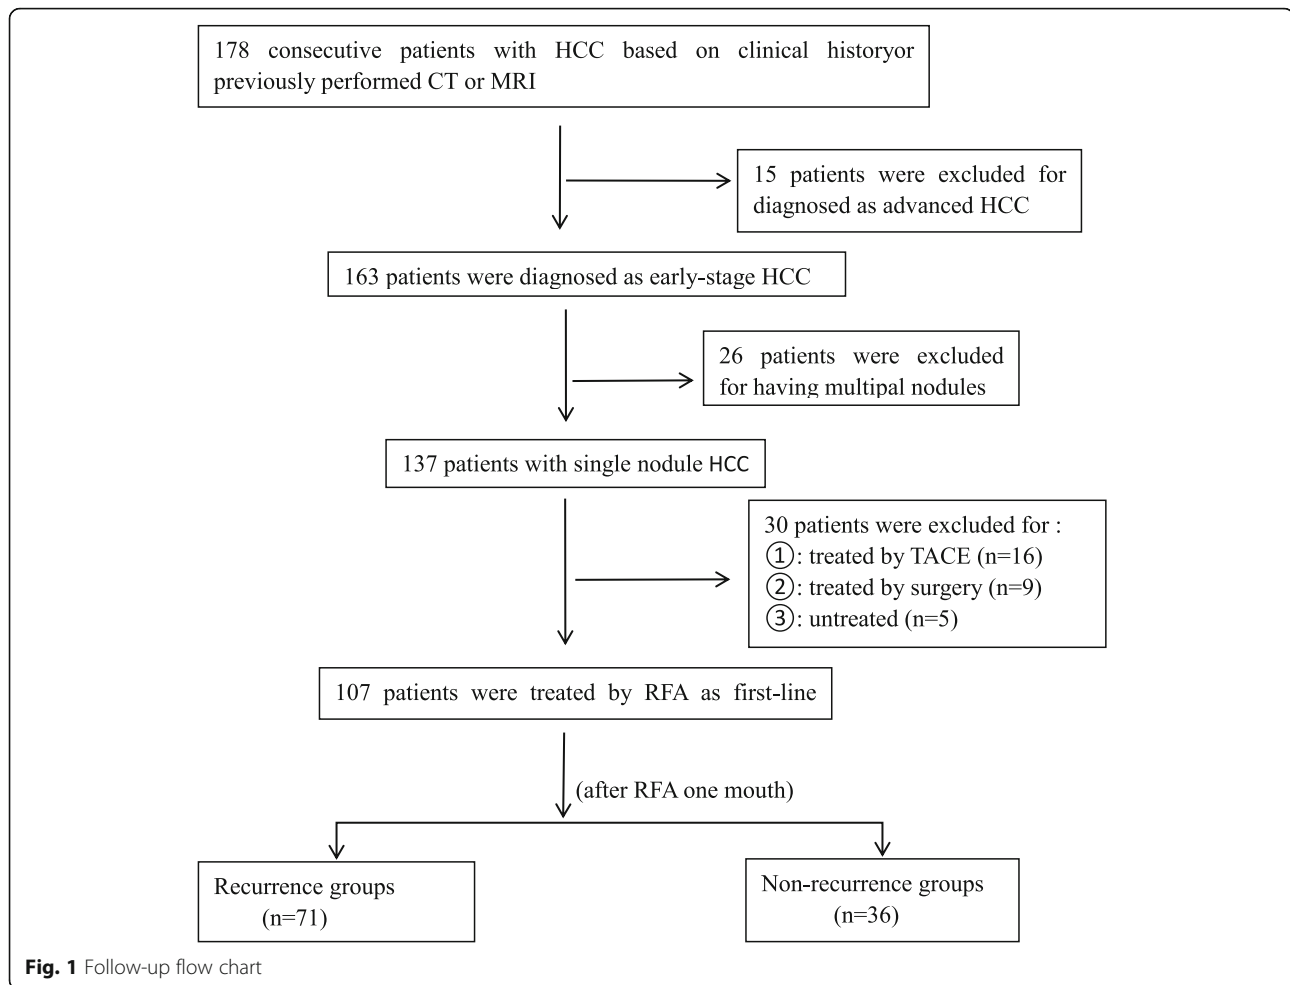 178 consecutive patients with HCC based on clinical historyor
previously performed CT or MRI
15 patients were excluded for
diagnosed as advanced HCC
163 patients were diagnosed as early-stage HCC
26 patients were excluded
for having multipal nodules
137 patients with single nodule HCC
30 patients were excluded for :
①: treated by TACE (n=16)
②: treated by surgery (n=9)
③: untreated (n=5)
107 patients were treated by RFA as first-line
(after RFA one mouth)
Recurrence groups
(n=71)
Non-recurrence groups
(n=36)
Fig. 1 Follow-up flow chart